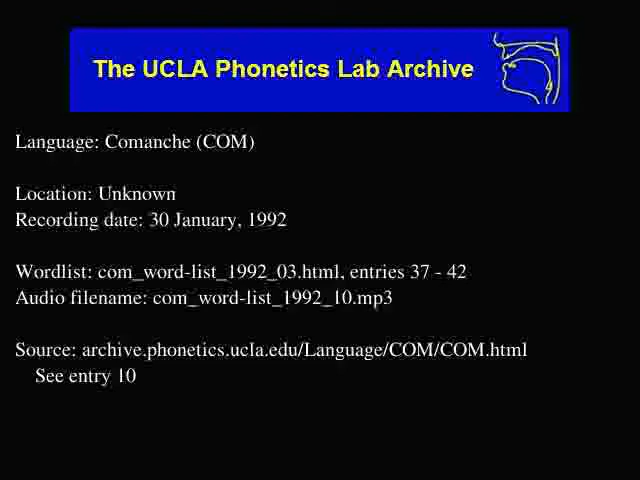 The UCLA Phonetics Lab Archive
Language: Comanche (COM)
Location: Unknown
Recording date: 30 January, 1992
Wordlist: com_word-list_1992_03.html, entries 37 - 42
Audio filename: com_word-list_1992_10.mp3
Source: archive.phonetics.ucla.edu/Language/COM/COM.html
See entry 10